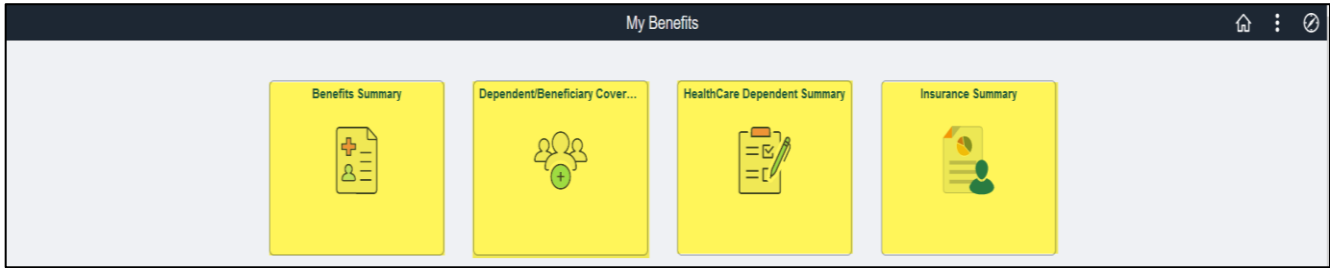 My Benefits
Benefits Summary
Dependent/Beneficiary Cover...
HealthCare Dependent Summary
Insurance Summary